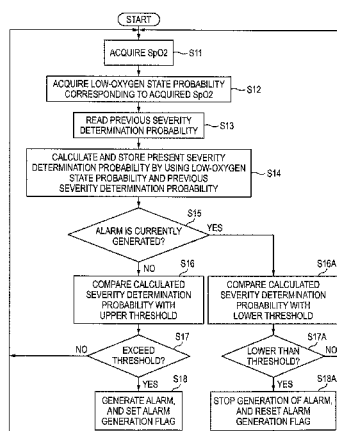 START
ACQUIRE SpO2
S11
ACQUIRE LOW-OXYGEN STATE PROBABILITY
CORRESPONDING TO ACQUIRED SpO2
S12
READ PREVIOUS SEVERITY
DETERMINATION PROBABILITY
S13
CALCULATE AND STORE PRESENT SEVERITY
DETERMINATION PROBABILITY BY USING LOW-OXYGEN
STATE PROBABILITY AND PREVIOUS
SEVERITY DETERMINATION PROBABILITY
S14
S15
ALARM IS CURRENTLY
GENERATED?
YES
NO
S16
COMPARE CALCULATED
SEVERITY DETERMINATION
PROBABILITY WITH
UPPER THRESHOLD
S16A
COMPARE CALCULATED
SEVERITY DETERMINATION
PROBABILITY WITH
LOWER THRESHOLD
NO
S17
EXCEED
THRESHOLD?
S17A
LOWER THAN
THRESHOLD?
NO
YES
S18
GENERATE ALARM,
AND SET ALARM
GENERATION FLAG
YES
S18A
STOP GENERATION OF ALARM,
AND RESET ALARM
GENERATION FLAG